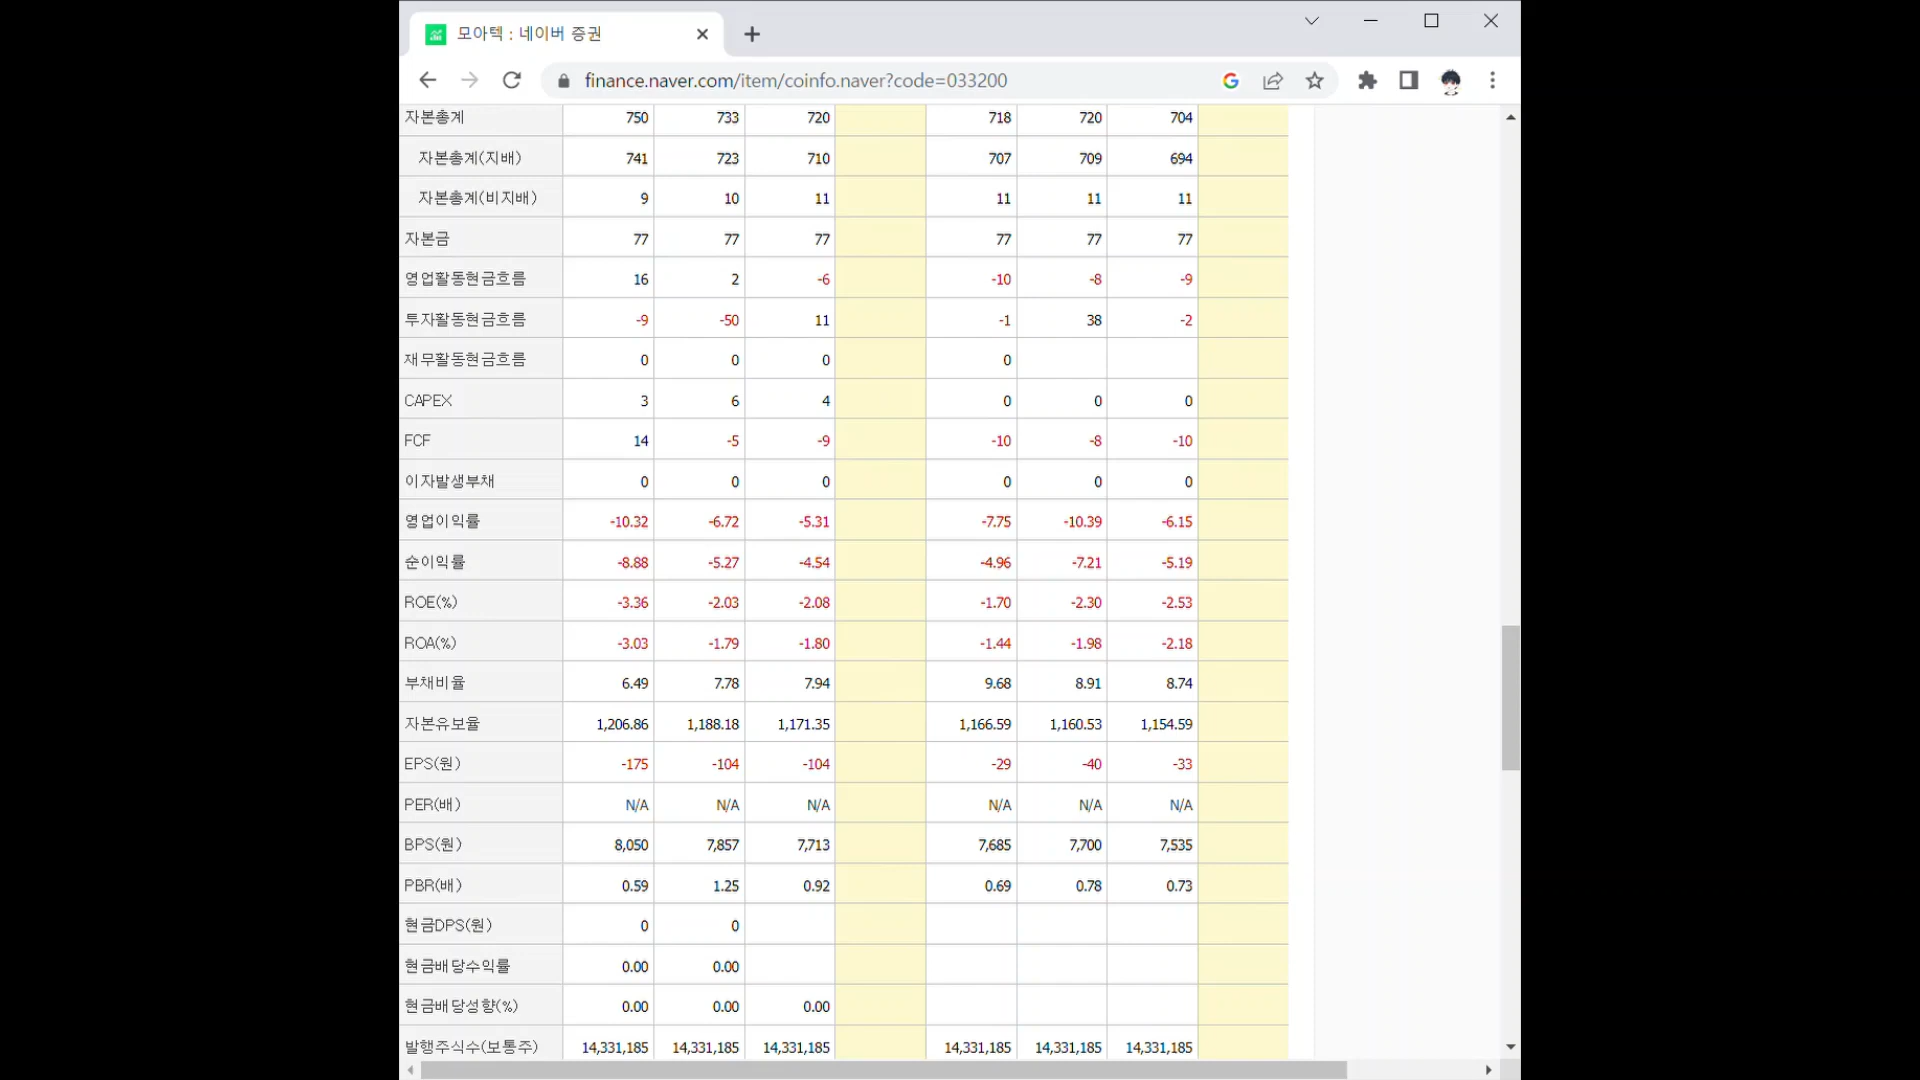 모아텍 : 네이버 증권
finance.naver.com/item/coinfo.naver?code=033200
자본총계 750 733 720 718 720 704
자본총계(지배) 741 723 710 707 709 694
자본총계(비지배) 9 10 11 11 11 11
자본금 77 77 77 77 77 77
영업활동현금흐름 16 2 -6 -10 -8 -9
투자활동현금흐름 -9 -50 11 -1 38 -2
재무활동현금흐름 0 0 0 0
CAPEX 3 6 4 0 0 0
FCF 14 -5 -9 -10 -8 -10
이자발생부채 0 0 0 0 0 0
영업이익률 -10.32 -6.72 -5.31 -7.75 -10.39 -6.15
순이익률 -8.88 -5.27 -4.54 -4.96 -7.21 -5.19
ROE(%) -3.36 -2.03 -2.08 -1.70 -2.30 -2.53
ROA(%) -3.03 -1.79 -1.80 -1.44 -1.98 -2.18
부채비율 6.49 7.78 7.94 9.68 8.91 8.74
자본유보율 1,206.86 1,188.18 1,171.35 1,166.59 1,160.53 1,154.59
EPS(원) -175 -104 -104 -29 -40 -33
PER(배) N/A N/A N/A N/A N/A N/A
BPS(원) 8,050 7,857 7,713 7,685 7,700 7,535
PBR(배) 0.59 1.25 0.92 0.69 0.78 0.73
현금DPS(원) 0 0
현금배당수익률 0.00 0.00
현금배당성향(%) 0.00 0.00 0.00
발행주식수(보통주) 14,331,185 14,331,185 14,331,185 14,331,185 14,331,185 14,331,185